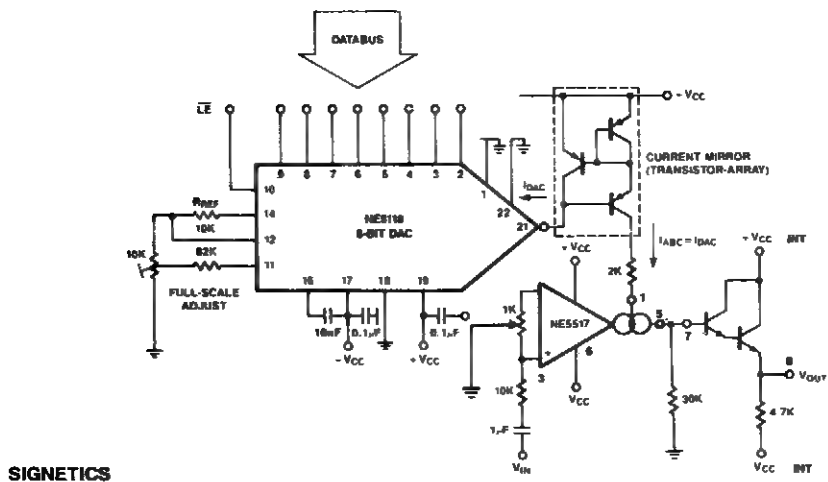 DATABUS
LE
+ VCC
9 8 7 6 5 4 3 2
1
22
IDAC
CURRENT MIRROR
(TRANSISTOR-ARRAY)
10
RREF
10K
14
12
NE5118
8-BIT DAC
21
10K
82K
11
FULL-SCALE
ADJUST
16 17 18 19
0.1μF
0.1μF
- VCC
+ VCC
+ VCC
IABC = IDAC
2K
1
+ VCC INT
1K
NE5517
5
7
+
3
6
10K
VCC
1μF
VIN
30K
8
VOUT
4.7K
VCC INT
SIGNETICS